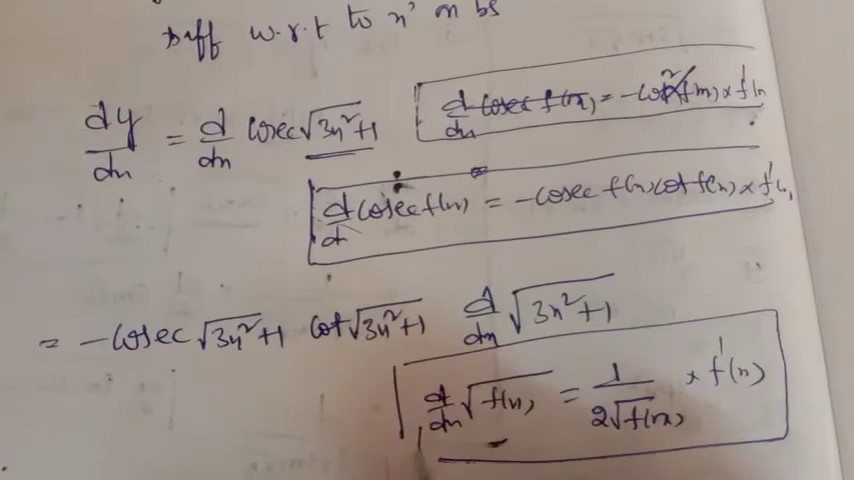 Diff w.r.t to 'x' on bs
dy/dx = d/dx cosec √3x²+1
d/dx cosec f(x) = -cot² f(x) × f'(x
d/dx cosec f(x) = -cosec f(x) cot f(x) × f'(x)
= -cosec √3x²+1 cot √3x²+1 d/dx √3x²+1
d/dx √f(x) = 1/2√f(x) × f'(x)